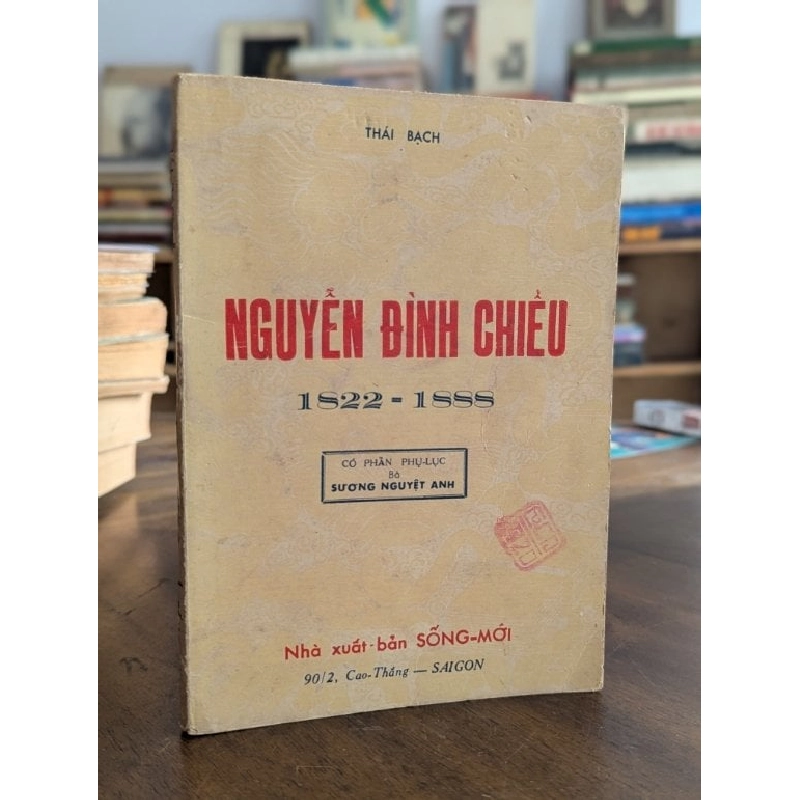 THÁI BẠCH
NGUYỄN ĐÌNH CHIỂU
1822-1888
CÓ PHẦN PHỤ-LỤC
Bà
SƯƠNG NGUYỆT ANH
Nhà xuất-bản SỐNG-MỚI
90/2, Cao-Thắng — SAIGON